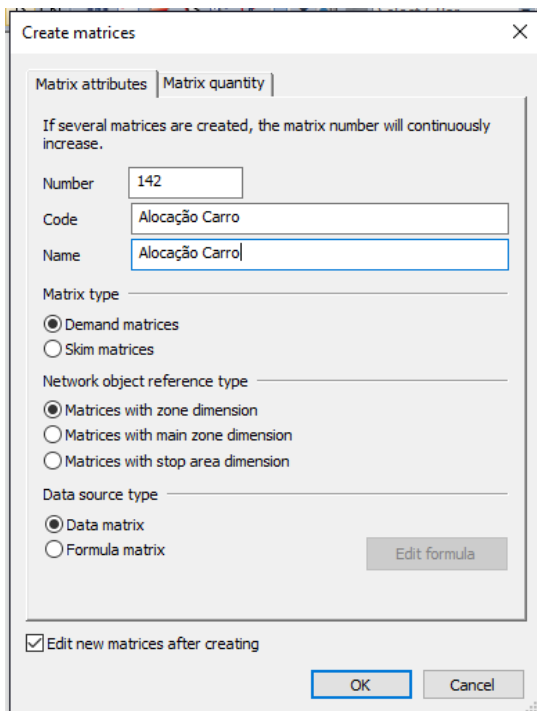 Create matrices
Matrix attributes Matrix quantity
If several matrices are created, the matrix number will continuously
increase.
Number 142
Code Alocação Carro
Name Alocação Carro
Matrix type
Demand matrices
Skim matrices
Network object reference type
Matrices with zone dimension
Matrices with main zone dimension
Matrices with stop area dimension
Data source type
Data matrix
Formula matrix Edit formula
Edit new matrices after creating
OK Cancel